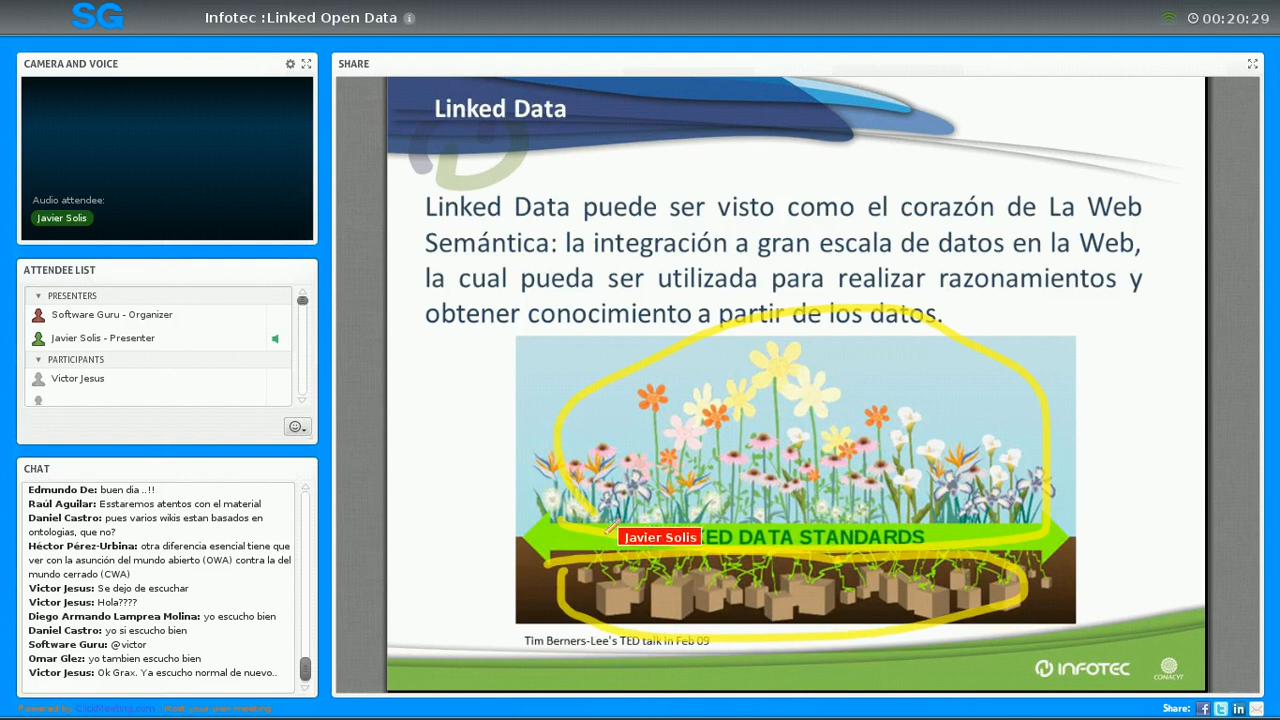 SG
Infotec :Linked Open Data
00:20:29
CAMERA AND VOICE
Audio attendee:
Javier Solis
ATTENDEE LIST
PRESENTERS
Software Guru - Organizer
Javier Solis - Presenter
PARTICIPANTS
Victor Jesus
CHAT
Edmundo De: buen dia ..!!
Raúl Aguilar: Esstaremos atentos con el material
Daniel Castro: pues varios wikis estan basados en
ontologias, que no?
Héctor Pérez-Urbina: otra diferencia esencial tiene que
ver con la asunción del mundo abierto (OWA) contra la del
mundo cerrado (CWA)
Victor Jesus: Se dejo de escuchar
Victor Jesus: Hola????
Diego Armando Lamprea Molina: yo escucho bien
Daniel Castro: yo si escucho bien
Software Guru: @victor
Omar Glez: yo tambien escucho bien
Victor Jesus: Ok Grax. Ya escucho normal de nuevo..
Powered by ClickMeeting.com - Host your own meeting
SHARE
Linked Data
Linked Data puede ser visto como el corazón de La Web
Semántica: la integración a gran escala de datos en la Web,
la cual pueda ser utilizada para realizar razonamientos y
obtener conocimiento a partir de los datos.
Javier Solis
ED DATA STANDARDS
Tim Berners-Lee's TED talk in Feb 09
INFOTEC
CONACYT
Share: